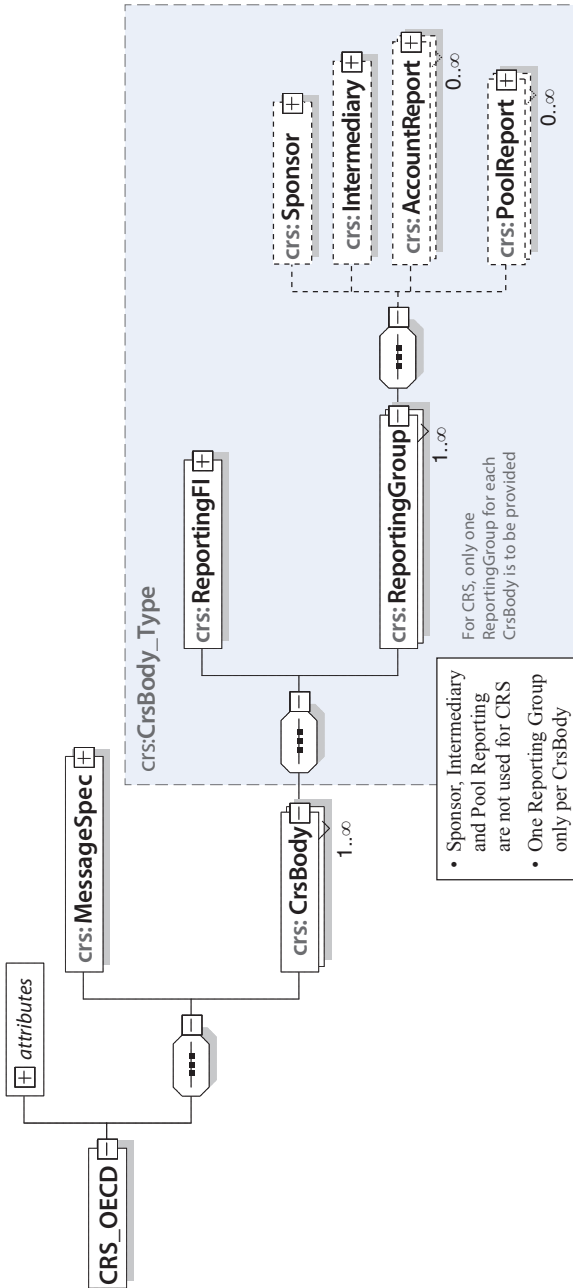 CRS_OECD
attributes
crs:MessageSpec
crs:CrsBody
1..∞
crs:CrsBody_Type
crs:ReportingFI
crs:ReportingGroup
1..∞
For CRS, only one
ReportingGroup for each
CrsBody is to be provided
crs:Sponsor
crs:Intermediary
crs:AccountReport
0..∞
crs:PoolReport
0..∞
• Sponsor, Intermediary
and Pool Reporting
are not used for CRS
• One Reporting Group
only per CrsBody